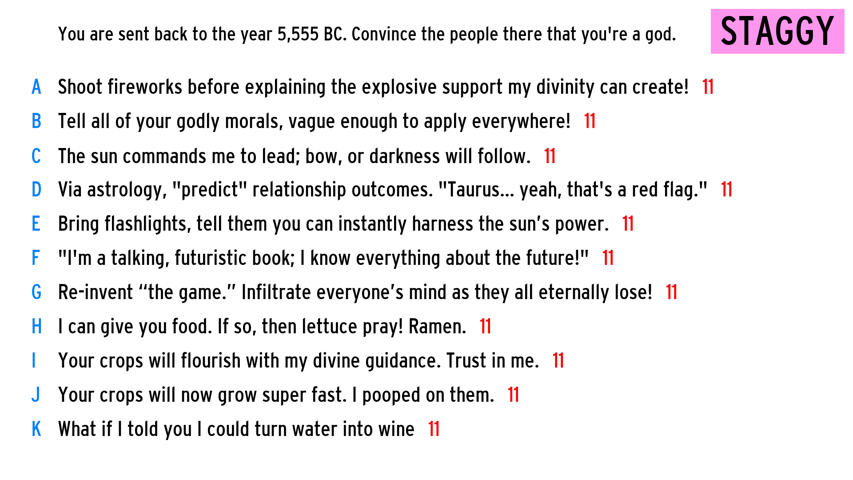 You are sent back to the year 5,555 BC. Convince the people there that you're a god.
STAGGY
A Shoot fireworks before explaining the explosive support my divinity can create! 11
B Tell all of your godly morals, vague enough to apply everywhere! 11
C The sun commands me to lead; bow, or darkness will follow. 11
D Via astrology, "predict" relationship outcomes. "Taurus... yeah, that's a red flag." 11
E Bring flashlights, tell them you can instantly harness the sun’s power. 11
F "I'm a talking, futuristic book; I know everything about the future!" 11
G Re-invent “the game.” Infiltrate everyone’s mind as they all eternally lose! 11
H I can give you food. If so, then lettuce pray! Ramen. 11
I Your crops will flourish with my divine guidance. Trust in me. 11
J Your crops will now grow super fast. I pooped on them. 11
K What if I told you I could turn water into wine 11